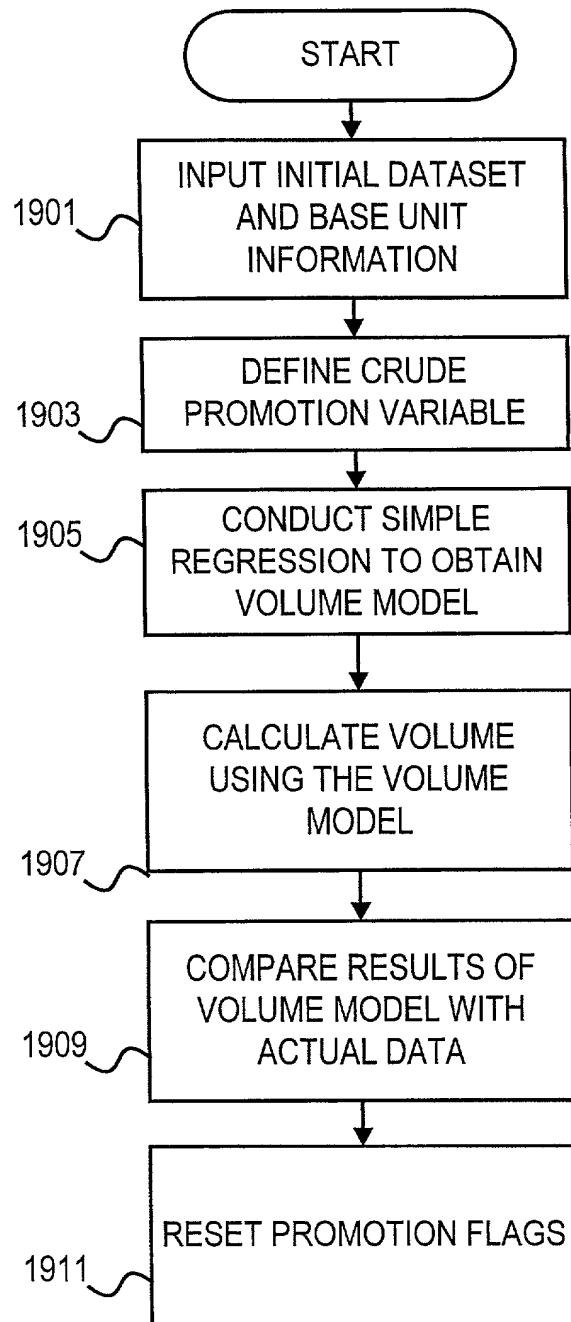 START
1901
INPUT INITIAL DATASET
AND BASE UNIT
INFORMATION
1903
DEFINE CRUDE
PROMOTION VARIABLE
1905
CONDUCT SIMPLE
REGRESSION TO OBTAIN
VOLUME MODEL
CALCULATE VOLUME
USING THE VOLUME
MODEL
1907
COMPARE RESULTS OF
VOLUME MODEL WITH
ACTUAL DATA
1909
RESET PROMOTION FLAGS
1911